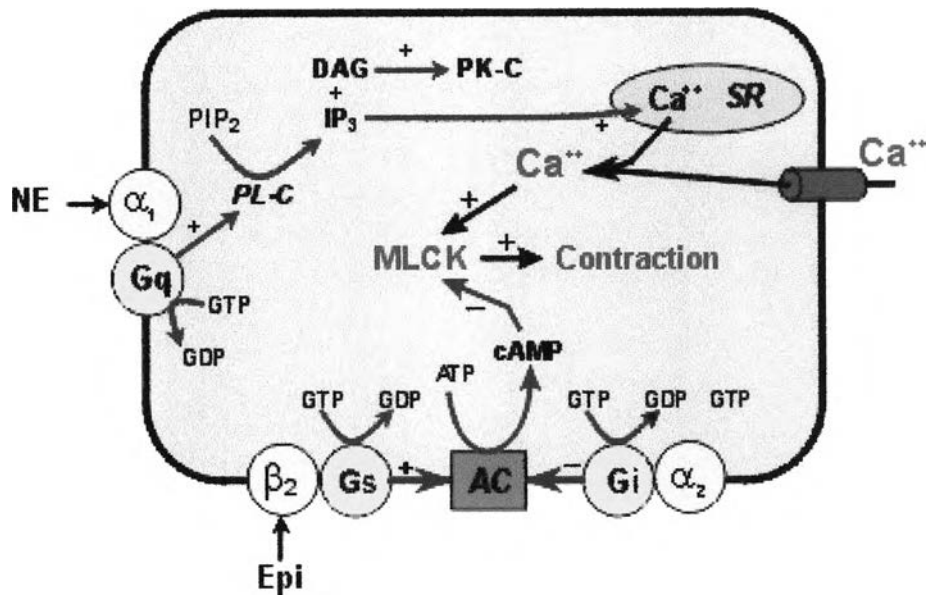 DAG + PK-C
+
PIP₂ IP₃ + Ca⁺⁺ SR
Ca⁺⁺ Ca⁺⁺
NE α₁ + PL-C
+
MLCK + Contraction
Gq GTP
GDP
− cAMP
ATP
GTP GDP GTP GDP GTP
β₂ Gs + AC − Gi α₂
Epi